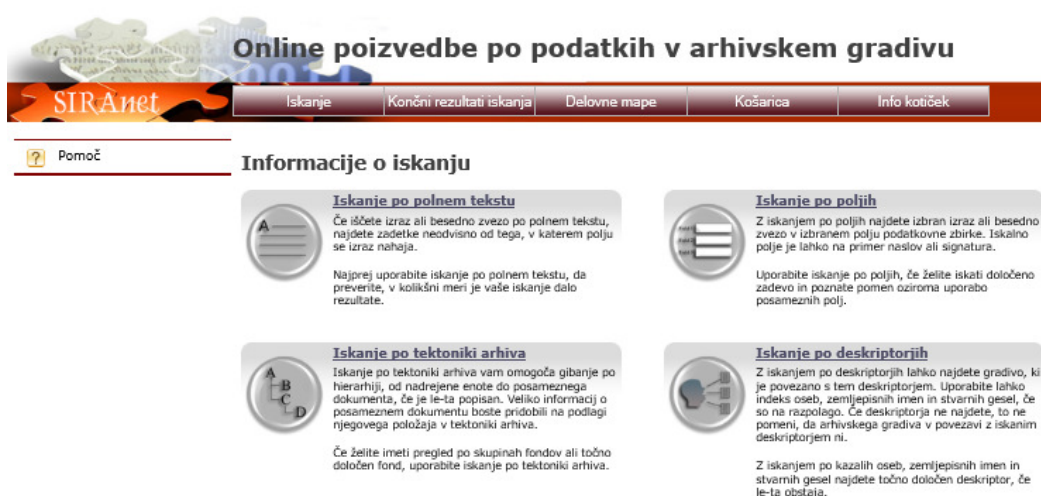 Online poizvedbe po podatkih v arhivskem gradivu
SIRAnet
Iskanje
Končni rezultati iskanja
Delovne mape
Košarica
Info kotiček
Pomoč
Informacije o iskanju
Iskanje po polnem tekstu
Če iščete izraz ali besedno zvezo po polnem tekstu,
najdete zadetke neodvisno od tega, v katerem polju
se izraz nahaja.
Najprej uporabite iskanje po polnem tekstu, da
preverite, v kolikšni meri je vaše iskanje dalo
rezultate.
Iskanje po poljih
Z iskanjem po poljih najdete izbran izraz ali besedno
zvezo v izbranem polju podatkovne zbirke. Iskalno
polje je lahko na primer naslov ali signatura.
Uporabite iskanje po poljih, če želite iskati določeno
zadevo in poznate pomen oziroma uporabo
posameznih polj.
Iskanje po tektoniki arhiva
Iskanje po tektoniki arhiva vam omogoča gibanje po
hierarhiji, od nadrejene enote do posameznega
dokumenta, če je le-ta popisan. Veliko informacij o
posameznem dokumentu boste pridobili na podlagi
njegovega položaja v tektoniki arhiva.
Če želite imeti pregled po skupinah fondov ali točno
določen fond, uporabite iskanje po tektoniki arhiva.
Iskanje po deskriptorjih
Z iskanjem po deskriptorjih lahko najdete gradivo, ki
je povezano s tem deskriptorjem. Uporabite lahko
indeks oseb, zemljepisnih imen in stvarnih gesel, če
so na razpolago. Če deskriptorja ne najdete, to ne
pomeni, da arhivskega gradiva v povezavi z iskanim
deskriptorjem ni.
Z iskanjem po kazalih oseb, zemljepisnih imen in
stvarnih gesel najdete točno določen deskriptor, če
le-ta obstaja.
A
A
B
C
D